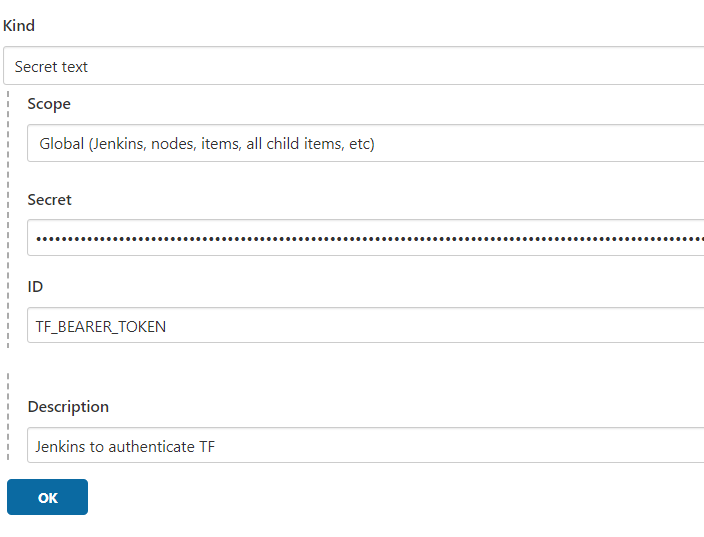 Kind
Secret text
Scope
Global (Jenkins, nodes, items, all child items, etc)
Secret
ID
TF_BEARER_TOKEN
Description
Jenkins to authenticate TF
OK